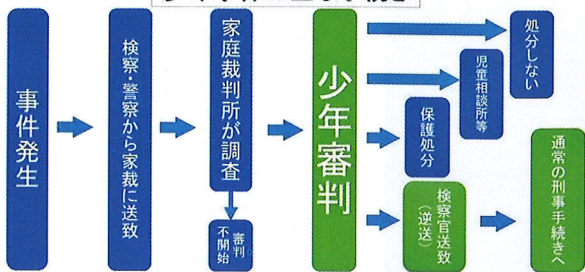 事件発生
検察・警察から家裁に送致
家庭裁判所が調査
審判
不開始
少年審判
処分しない
児童相談所等
保護処分
検察官送致
(逆送)
通常の刑事手続きへ